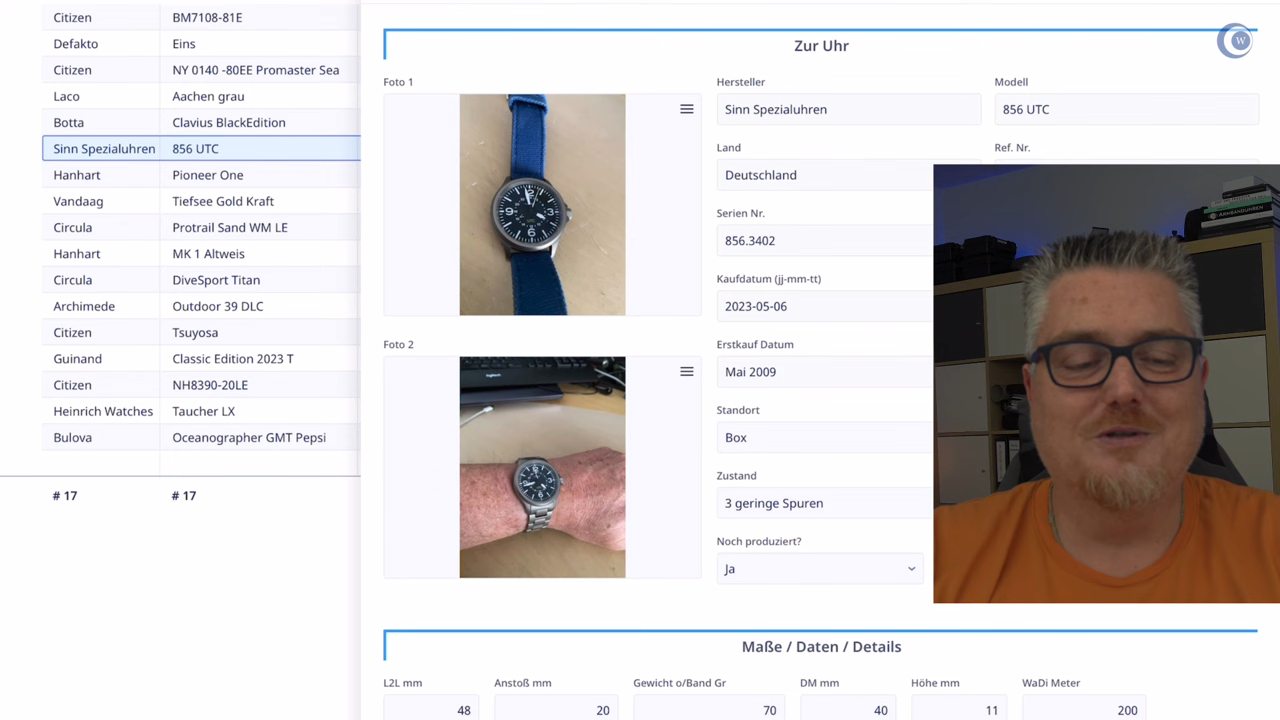 Citizen BM7108-81E
Defakto Eins
Citizen NY 0140 -80EE Promaster Sea
Laco Aachen grau
Botta Clavius BlackEdition
Sinn Spezialuhren 856 UTC
Hanhart Pioneer One
Vandaag Tiefsee Gold Kraft
Circula Protrail Sand WM LE
Hanhart MK 1 Altweis
Circula DiveSport Titan
Archimede Outdoor 39 DLC
Citizen Tsuyosa
Guinand Classic Edition 2023 T
Citizen NH8390-20LE
Heinrich Watches Taucher LX
Bulova Oceanographer GMT Pepsi
# 17 # 17
Zur Uhr
W
Foto 1
Foto 2
Hersteller
Sinn Spezialuhren
Modell
856 UTC
Land
Deutschland
Ref. Nr.
Serien Nr.
856.3402
Kaufdatum (jj-mm-tt)
2023-05-06
Erstkauf Datum
Mai 2009
Standort
Box
Zustand
3 geringe Spuren
Noch produziert?
Ja
ARMBANDUHREN
Maße / Daten / Details
L2L mm Anstoß mm Gewicht o/Band Gr DM mm Höhe mm WaDi Meter
48 20 70 40 11 200